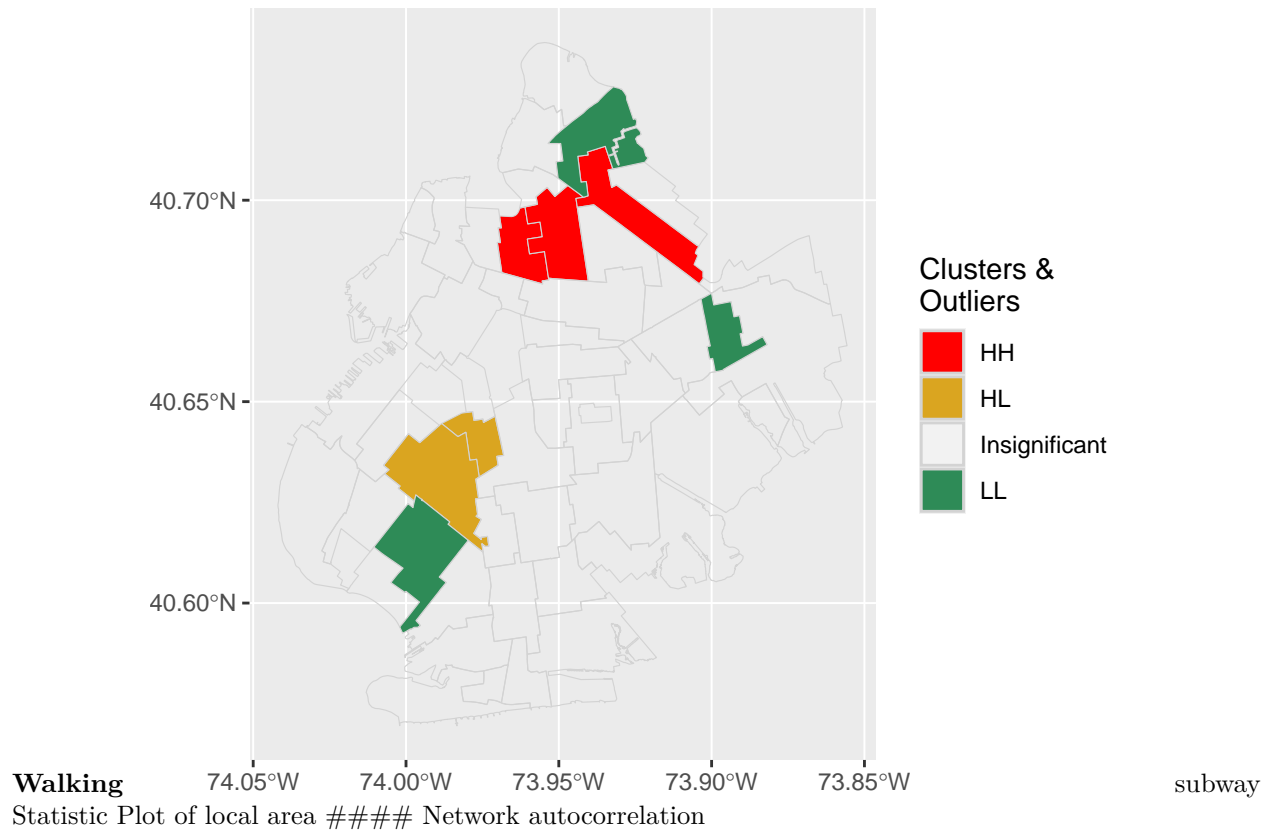 40.70°N
40.65°N
40.60°N
74.05°W 74.00°W 73.95°W 73.90°W 73.85°W
Clusters &
Outliers
HH
HL
Insignificant
LL
Walking subway
Statistic Plot of local area #### Network autocorrelation